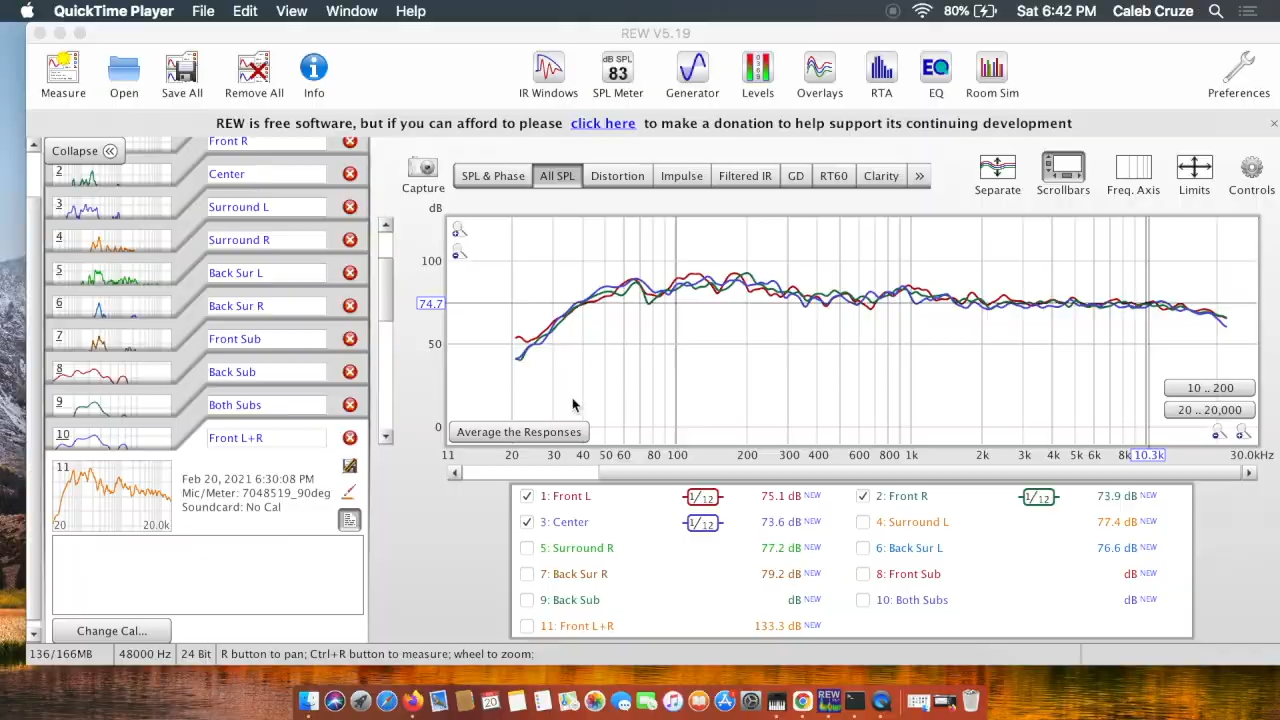 QuickTime Player File Edit View Window Help 80% Sat 6:42 PM Caleb Cruze
REW V5.19
dB SPL
83
EQ
Measure Open Save All Remove All Info IR Windows SPL Meter Generator Levels Overlays RTA EQ Room Sim Preferences
REW is free software, but if you can afford to please click here to make a donation to help support its continuing development
Collapse
Front R
2 Center
3 Surround L
4 Surround R
5 Back Sur L
6 Back Sur R
7 Front Sub
8 Back Sub
9 Both Subs
10 Front L+R
11
20 20.0k
Feb 20, 2021 6:30:08 PM
Mic/Meter: 7048519_90deg
Soundcard: No Cal
Change Cal...
Capture
SPL & Phase All SPL Distortion Impulse Filtered IR GD RT60 Clarity »
Separate Scrollbars Freq. Axis Limits Controls
dB
100
74.7
50
0
10 .. 200
20 .. 20,000
Average the Responses
11 20 30 40 50 60 80 100 200 300 400 600 800 1k 2k 3k 4k 5k 6k 8k 10.3k 30.0kHz
1: Front L 1/12 75.1 dB NEW 2: Front R 1/12 73.9 dB NEW
3: Center 1/12 73.6 dB NEW 4: Surround L 77.4 dB NEW
5: Surround R 77.2 dB NEW 6: Back Sur L 76.6 dB NEW
7: Back Sur R 79.2 dB NEW 8: Front Sub dB NEW
9: Back Sub dB NEW 10: Both Subs dB NEW
11: Front L+R 133.3 dB NEW
136/166MB 48000 Hz 24 Bit R button to pan; Ctrl+R button to measure; wheel to zoom;
20
REW